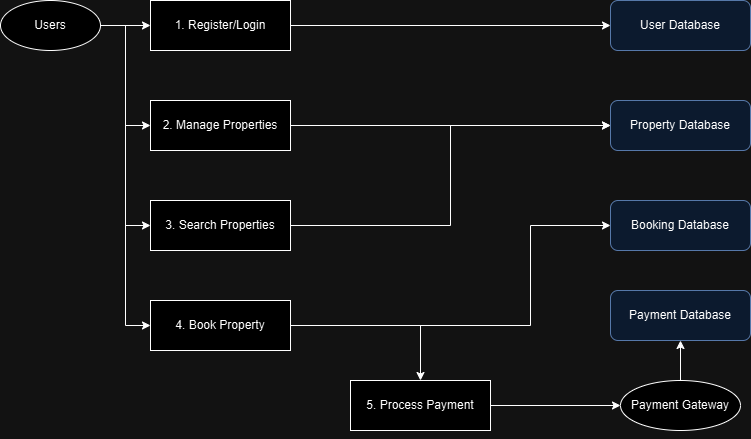 Users
1. Register/Login
User Database
2. Manage Properties
Property Database
3. Search Properties
Booking Database
4. Book Property
Payment Database
5. Process Payment
Payment Gateway